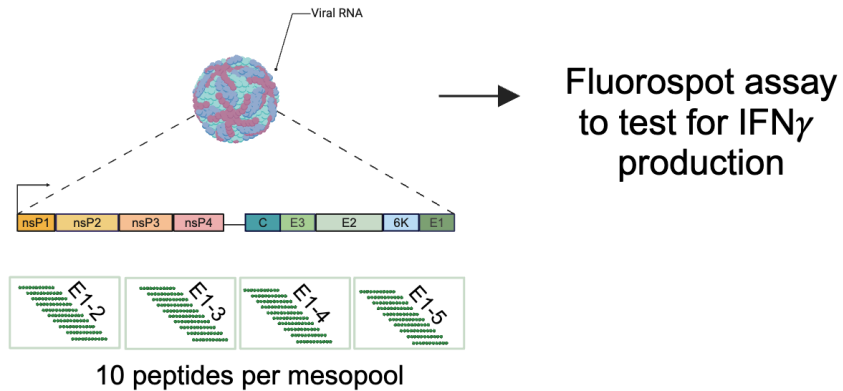 Viral RNA
Fluorospot assay
to test for IFNγ
production
nsP1 nsP2 nsP3 nsP4 C E3 E2 6K E1
E1-2 E1-3 E1-4 E1-5
10 peptides per mesopool